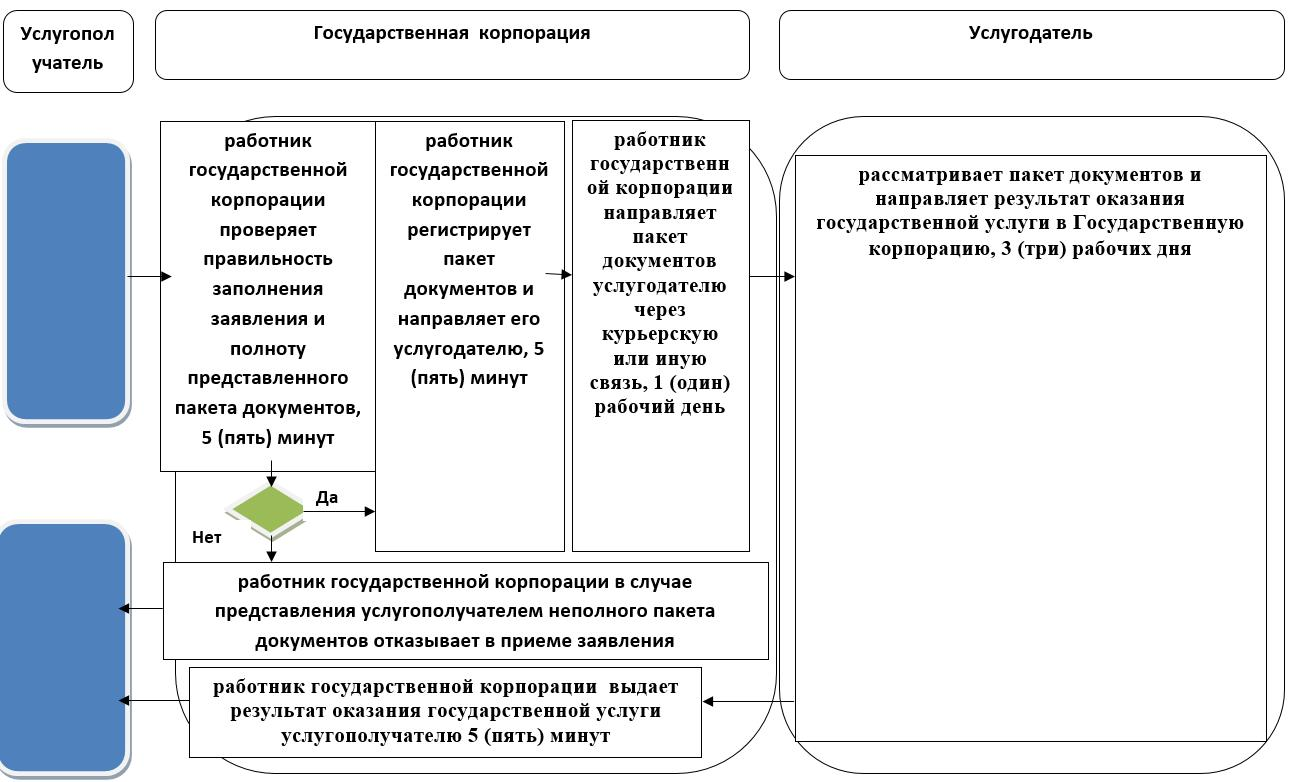 Услугопол
учатель
Государственная корпорация
Услугодатель
работник
государственной
корпорации
проверяет
правильность
заполнения
заявления и
полноту
представленного
пакета документов,
5 (пять) минут
работник
государственной
корпорации
регистрирует
пакет
документов и
направляет его
услугодателю, 5
(пять) минут
работник
государственн
ой корпорации
направляет
пакет
документов
услугодателю
через
курьерскую
или иную
связь, 1 (один)
рабочий день
рассматривает пакет документов и
направляет результат оказания
государственной услуги в Государственную
корпорацию, 3 (три) рабочих дня
Да
Нет
работник государственной корпорации в случае
представления услугополучателем неполного пакета
документов отказывает в приеме заявления
работник государственной корпорации выдает
результат оказания государственной услуги
услугополучателю 5 (пять) минут